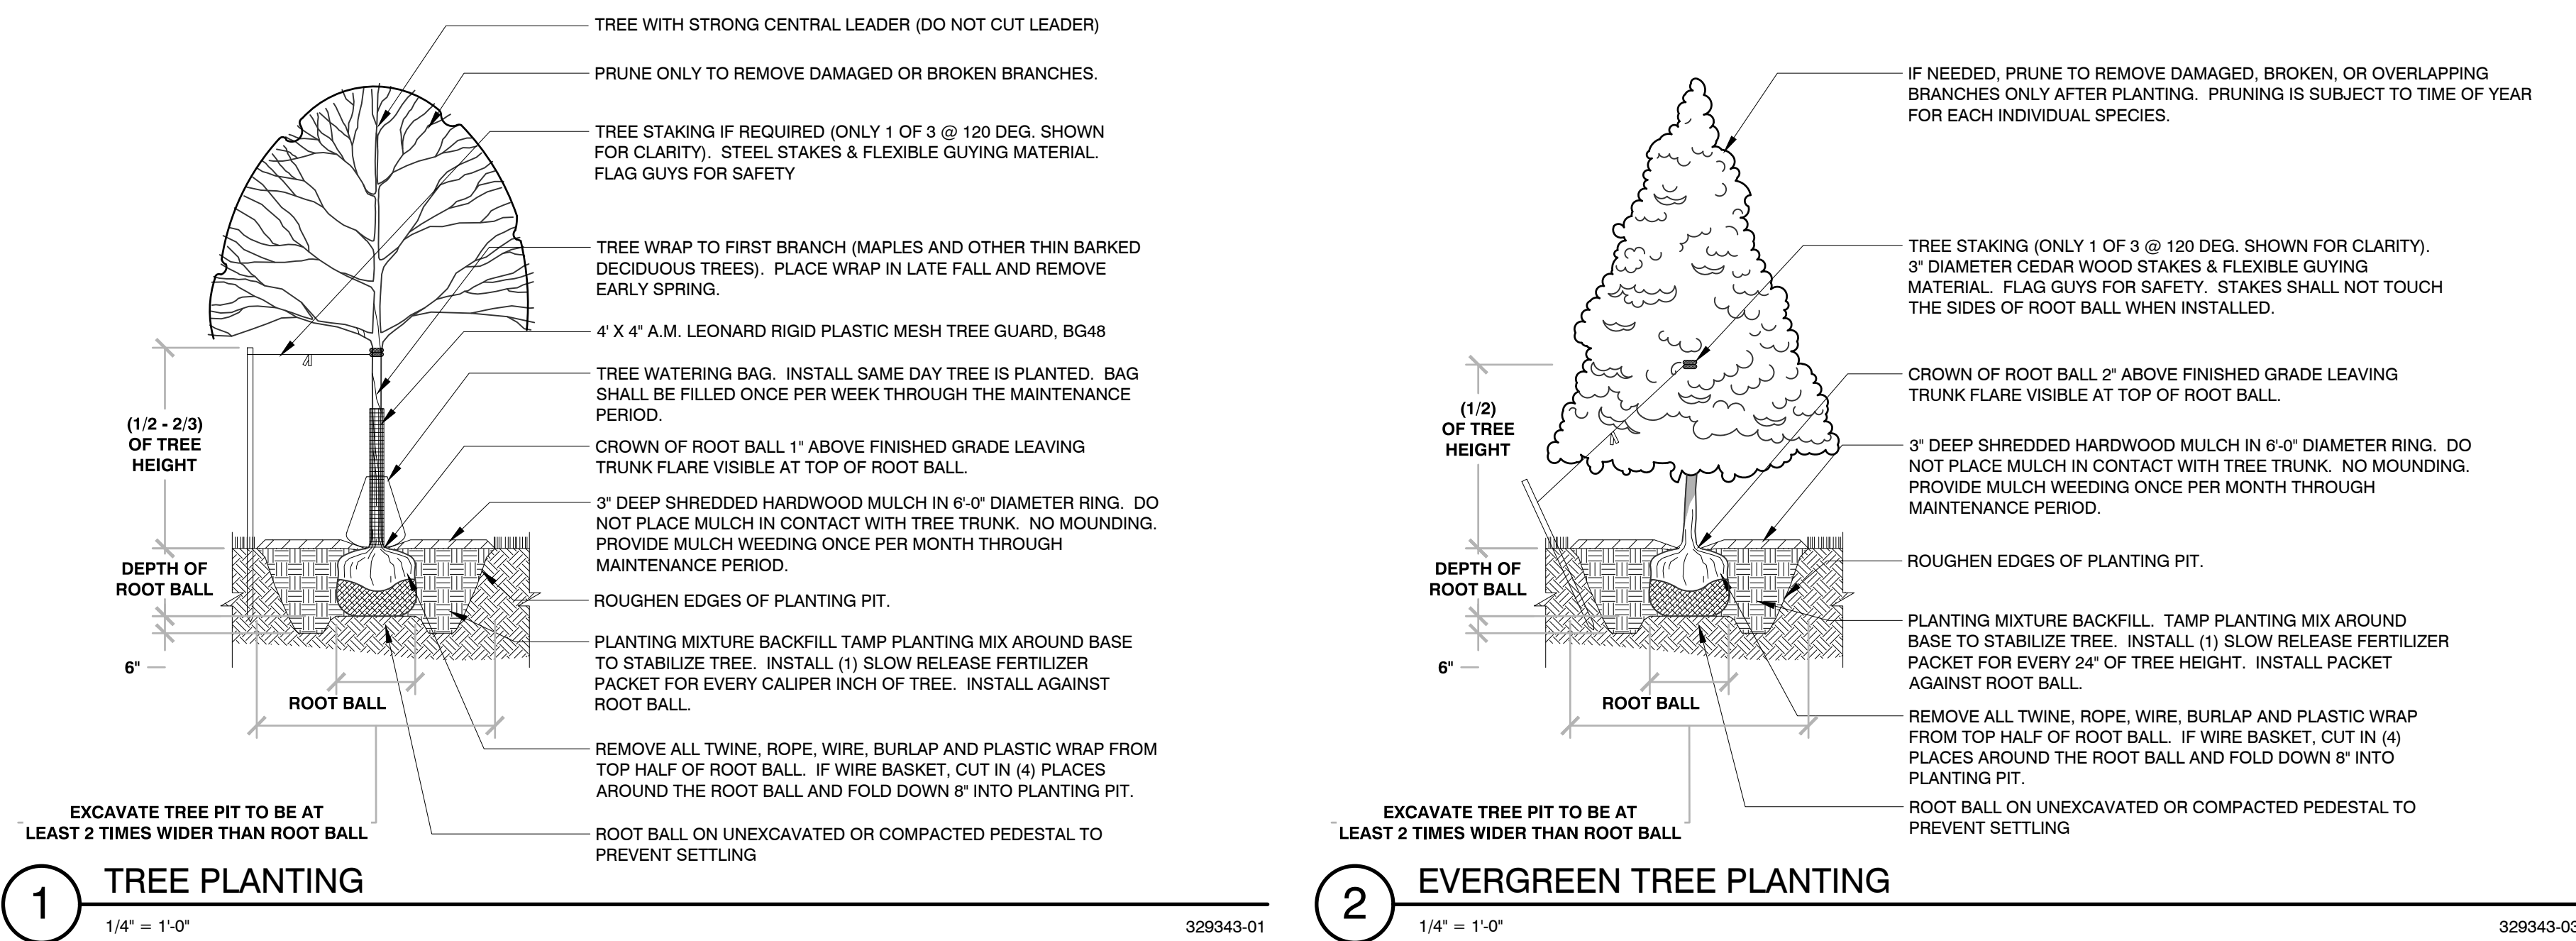 TREE WITH STRONG CENTRAL LEADER (DO NOT CUT LEADER)
PRUNE ONLY TO REMOVE DAMAGED OR BROKEN BRANCHES.
TREE STAKING IF REQUIRED (ONLY 1 OF 3 @ 120 DEG. SHOWN
FOR CLARITY). STEEL STAKES & FLEXIBLE GUYING MATERIAL.
FLAG GUYS FOR SAFETY
TREE WRAP TO FIRST BRANCH (MAPLES AND OTHER THIN BARKED
DECIDUOUS TREES). PLACE WRAP IN LATE FALL AND REMOVE
EARLY SPRING.
4' X 4" A.M. LEONARD RIGID PLASTIC MESH TREE GUARD, BG48
TREE WATERING BAG. INSTALL SAME DAY TREE IS PLANTED. BAG
SHALL BE FILLED ONCE PER WEEK THROUGH THE MAINTENANCE
PERIOD.
CROWN OF ROOT BALL 1" ABOVE FINISHED GRADE LEAVING
TRUNK FLARE VISIBLE AT TOP OF ROOT BALL.
3" DEEP SHREDDED HARDWOOD MULCH IN 6'-0" DIAMETER RING. DO
NOT PLACE MULCH IN CONTACT WITH TREE TRUNK. NO MOUNDING.
PROVIDE MULCH WEEDING ONCE PER MONTH THROUGH
MAINTENANCE PERIOD.
ROUGHEN EDGES OF PLANTING PIT.
PLANTING MIXTURE BACKFILL TAMP PLANTING MIX AROUND BASE
TO STABILIZE TREE. INSTALL (1) SLOW RELEASE FERTILIZER
PACKET FOR EVERY CALIPER INCH OF TREE. INSTALL AGAINST
ROOT BALL.
REMOVE ALL TWINE, ROPE, WIRE, BURLAP AND PLASTIC WRAP FROM
TOP HALF OF ROOT BALL. IF WIRE BASKET, CUT IN (4) PLACES
AROUND THE ROOT BALL AND FOLD DOWN 8" INTO PLANTING PIT.
ROOT BALL ON UNEXCAVATED OR COMPACTED PEDESTAL TO
PREVENT SETTLING
(1/2 - 2/3)
OF TREE
HEIGHT
DEPTH OF
ROOT BALL
6"
ROOT BALL
EXCAVATE TREE PIT TO BE AT
LEAST 2 TIMES WIDER THAN ROOT BALL
1
TREE PLANTING
1/4" = 1'-0"
329343-01
IF NEEDED, PRUNE TO REMOVE DAMAGED, BROKEN, OR OVERLAPPING
BRANCHES ONLY AFTER PLANTING. PRUNING IS SUBJECT TO TIME OF YEAR
FOR EACH INDIVIDUAL SPECIES.
TREE STAKING (ONLY 1 OF 3 @ 120 DEG. SHOWN FOR CLARITY).
3" DIAMETER CEDAR WOOD STAKES & FLEXIBLE GUYING
MATERIAL. FLAG GUYS FOR SAFETY. STAKES SHALL NOT TOUCH
THE SIDES OF ROOT BALL WHEN INSTALLED.
CROWN OF ROOT BALL 2" ABOVE FINISHED GRADE LEAVING
TRUNK FLARE VISIBLE AT TOP OF ROOT BALL.
3" DEEP SHREDDED HARDWOOD MULCH IN 6'-0" DIAMETER RING. DO
NOT PLACE MULCH IN CONTACT WITH TREE TRUNK. NO MOUNDING.
PROVIDE MULCH WEEDING ONCE PER MONTH THROUGH
MAINTENANCE PERIOD.
ROUGHEN EDGES OF PLANTING PIT.
PLANTING MIXTURE BACKFILL. TAMP PLANTING MIX AROUND
BASE TO STABILIZE TREE. INSTALL (1) SLOW RELEASE FERTILIZER
PACKET FOR EVERY 24" OF TREE HEIGHT. INSTALL PACKET
AGAINST ROOT BALL.
REMOVE ALL TWINE, ROPE, WIRE, BURLAP AND PLASTIC WRAP
FROM TOP HALF OF ROOT BALL. IF WIRE BASKET, CUT IN (4)
PLACES AROUND THE ROOT BALL AND FOLD DOWN 8" INTO
PLANTING PIT.
ROOT BALL ON UNEXCAVATED OR COMPACTED PEDESTAL TO
PREVENT SETTLING
(1/2)
OF TREE
HEIGHT
DEPTH OF
ROOT BALL
6"
ROOT BALL
EXCAVATE TREE PIT TO BE AT
LEAST 2 TIMES WIDER THAN ROOT BALL
2
EVERGREEN TREE PLANTING
1/4" = 1'-0"
329343-03